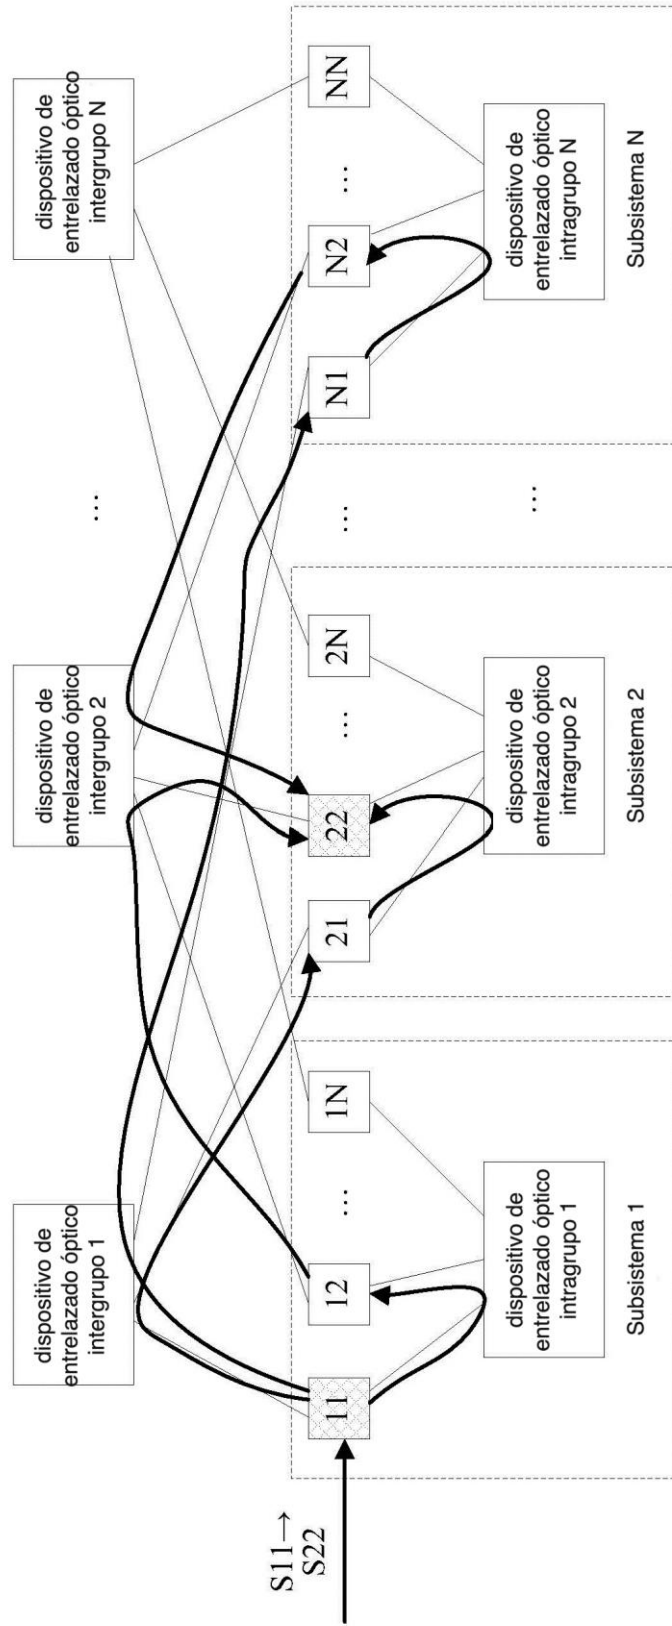 dispositivo de
entrelazado óptico
intergrupo 1
dispositivo de
entrelazado óptico
intergrupo 2
...
dispositivo de
entrelazado óptico
intergrupo N
S11→
S22
11
12
...
1N
21
22
...
2N
...
N1
N2
...
NN
dispositivo de
entrelazado óptico
intragrupo 1
dispositivo de
entrelazado óptico
intragrupo 2
...
dispositivo de
entrelazado óptico
intragrupo N
Subsistema 1
Subsistema 2
Subsistema N